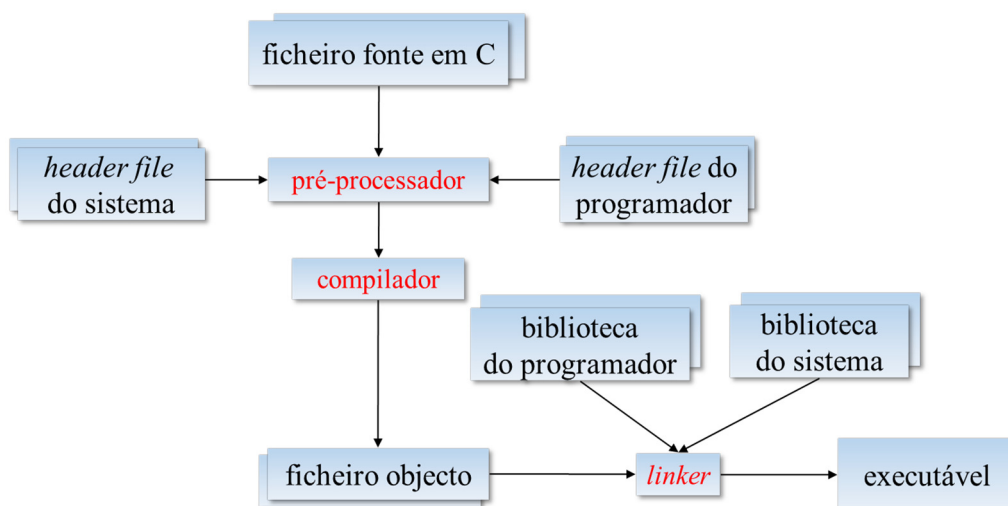 ficheiro fonte em C
header file
do sistema
pré-processador
header file do
programador
compilador
biblioteca
do programador
biblioteca
do sistema
ficheiro objecto
linker
executável